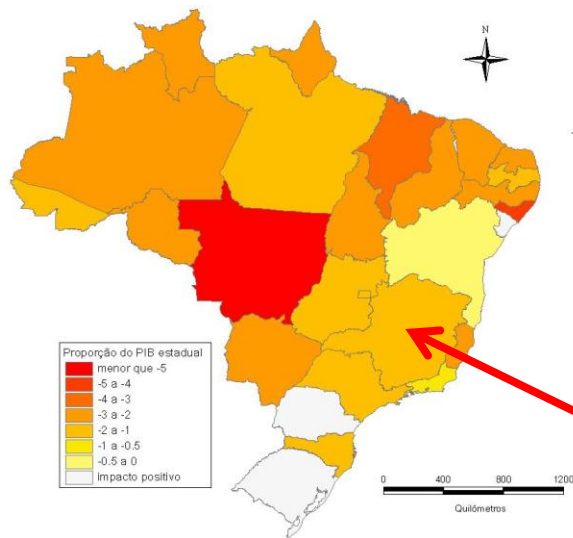 N
Proporção do PIB estadual
menor que -5
-5 a -4
-4 a -3
-3 a -2
-2 a -1
-1 a -0.5
-0.5 a 0
impacto positivo
0 400 800 1200
Quilómetros